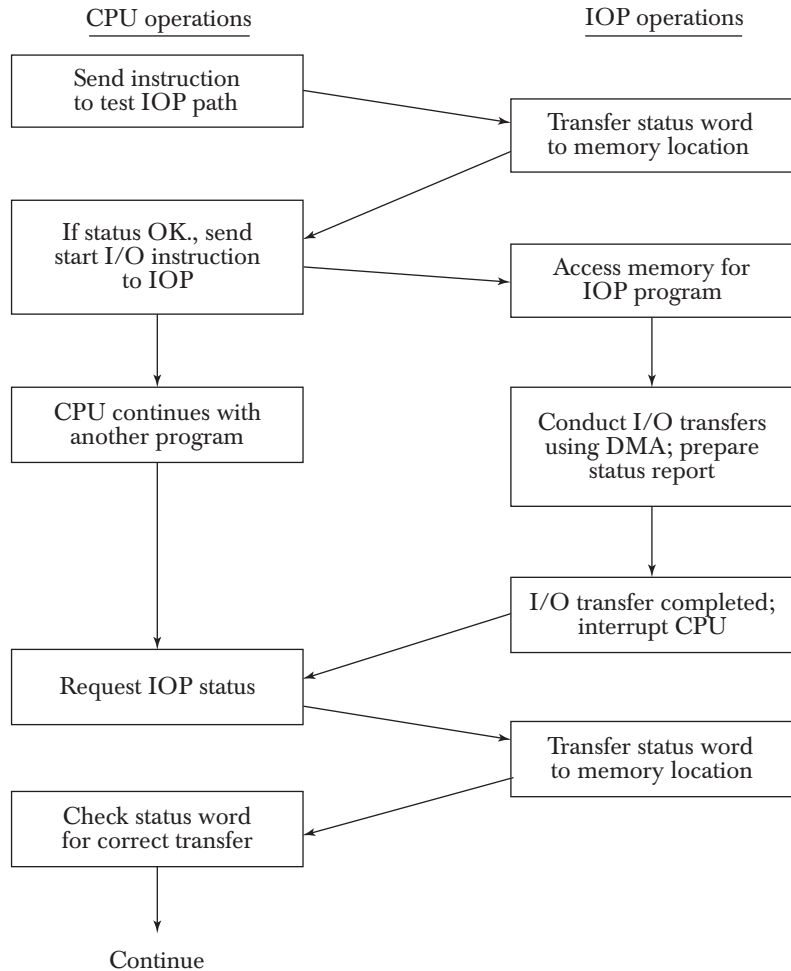 CPU operations
IOP operations
Send instruction
to test IOP path
Transfer status word
to memory location
If status OK., send
start I/O instruction
to IOP
Access memory for
IOP program
CPU continues with
another program
Conduct I/O transfers
using DMA; prepare
status report
I/O transfer completed;
interrupt CPU
Request IOP status
Transfer status word
to memory location
Check status word
for correct transfer
Continue